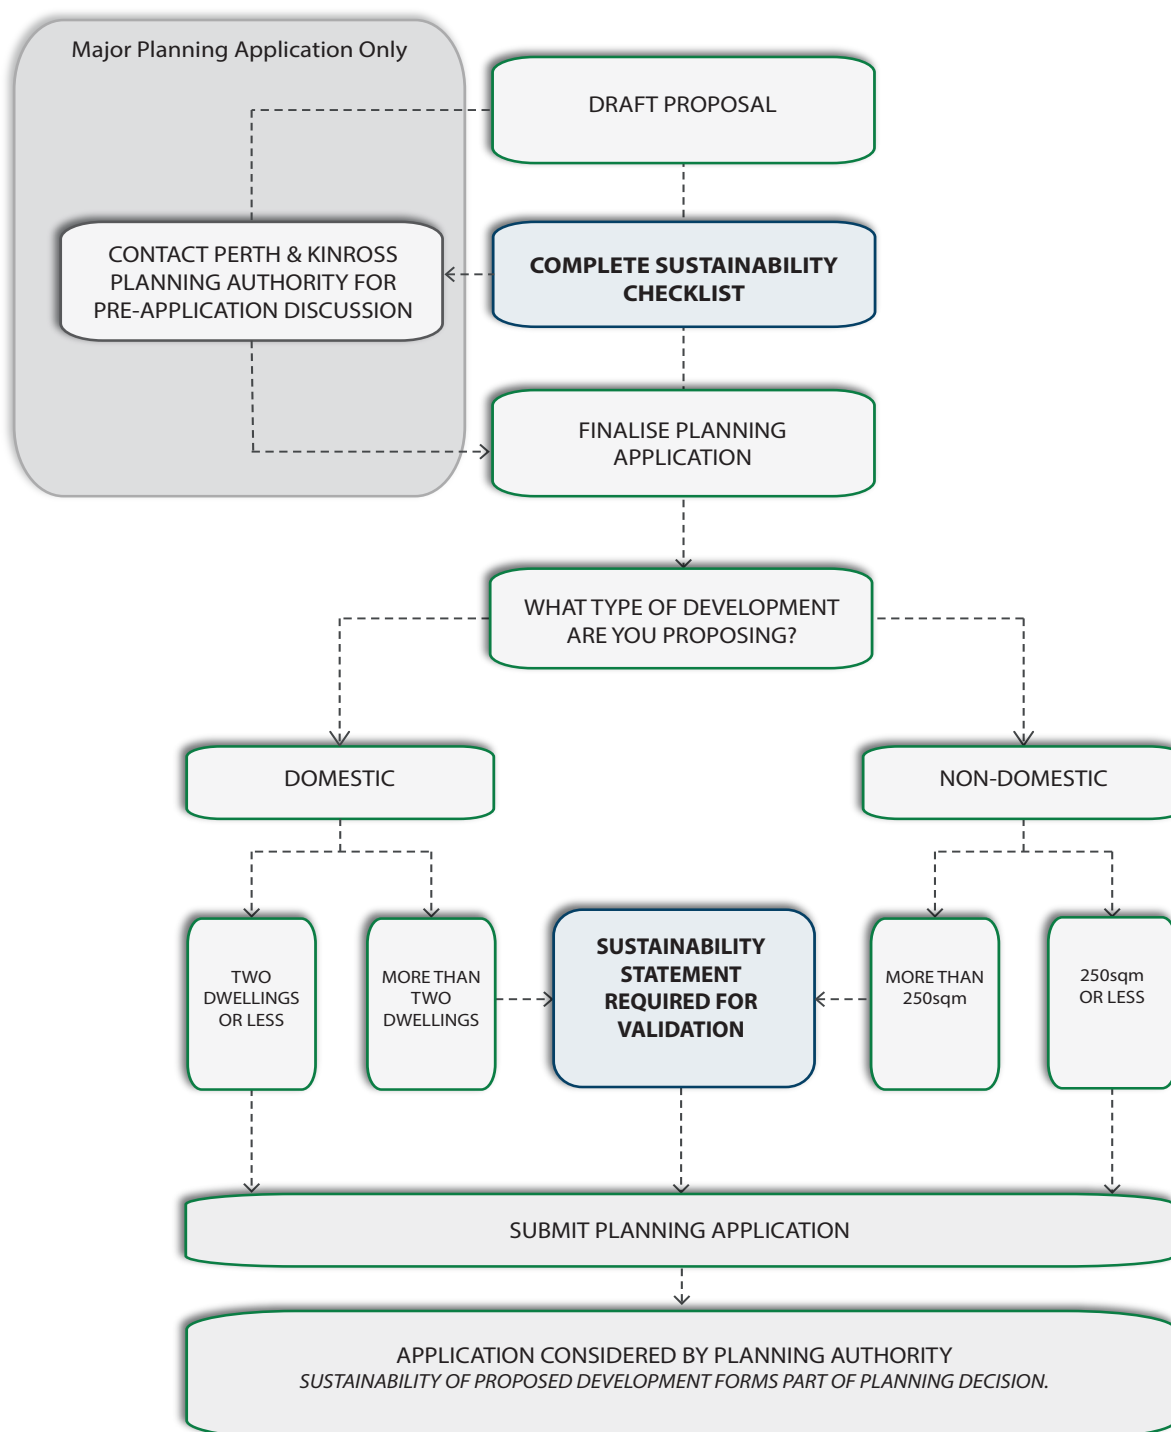 Major Planning Application Only
DRAFT PROPOSAL
CONTACT PERTH & KINROSS
PLANNING AUTHORITY FOR
PRE-APPLICATION DISCUSSION
COMPLETE SUSTAINABILITY
CHECKLIST
FINALISE PLANNING
APPLICATION
WHAT TYPE OF DEVELOPMENT
ARE YOU PROPOSING?
DOMESTIC
NON-DOMESTIC
TWO
DWELLINGS
OR LESS
MORE THAN
TWO
DWELLINGS
SUSTAINABILITY
STATEMENT
REQUIRED FOR
VALIDATION
MORE THAN
250sqm
250sqm
OR LESS
SUBMIT PLANNING APPLICATION
APPLICATION CONSIDERED BY PLANNING AUTHORITY
SUSTAINABILITY OF PROPOSED DEVELOPMENT FORMS PART OF PLANNING DECISION.